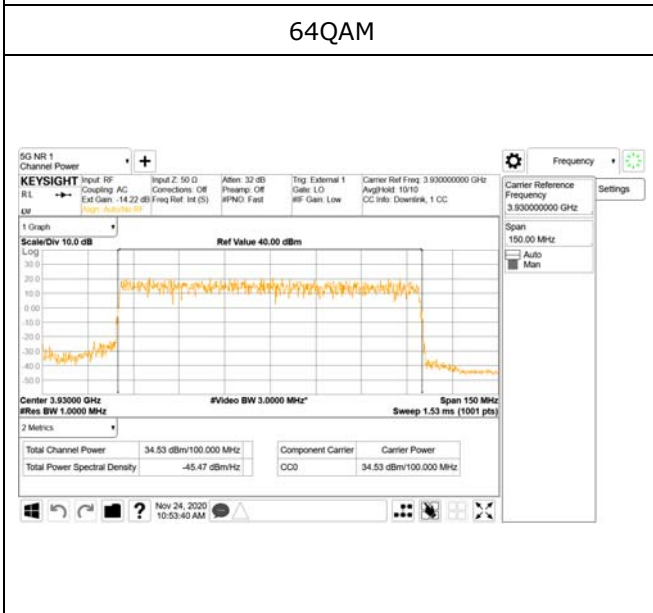 64QAM
5G NR 1
Channel Power
Frequency
KEYSIGHT
R L
Input: RF
Coupling: AC
Ext Gain: -14.22 dB
Align: Auto/No RF
Input Z: 50 Ω
Corrections: Off
Freq Ref: Int (S)
Atten: 32 dB
Preamp: Off
#PNO: Fast
Trig: External 1
Gate: LO
#IF Gain: Low
Carrier Ref Freq: 3.930000000 GHz
Avg|Hold: 10/10
CC Info: Downlink, 1 CC
Carrier Reference
Frequency
3.930000000 GHz
Settings
Span
150.00 MHz
Auto
Man
1 Graph
Scale/Div 10.0 dB
Ref Value 40.00 dBm
Log
30.0
20.0
10.0
0.00
-10.0
-20.0
-30.0
-40.0
-50.0
Center 3.93000 GHz
#Video BW 3.0000 MHz*
Span 150 MHz
#Res BW 1.0000 MHz
Sweep 1.53 ms (1001 pts)
2 Metrics
Total Channel Power 34.53 dBm/100.000 MHz
Total Power Spectral Density -45.47 dBm/Hz
Component Carrier Carrier Power
CC0 34.53 dBm/100.000 MHz
?
Nov 24, 2020
10:53:40 AM